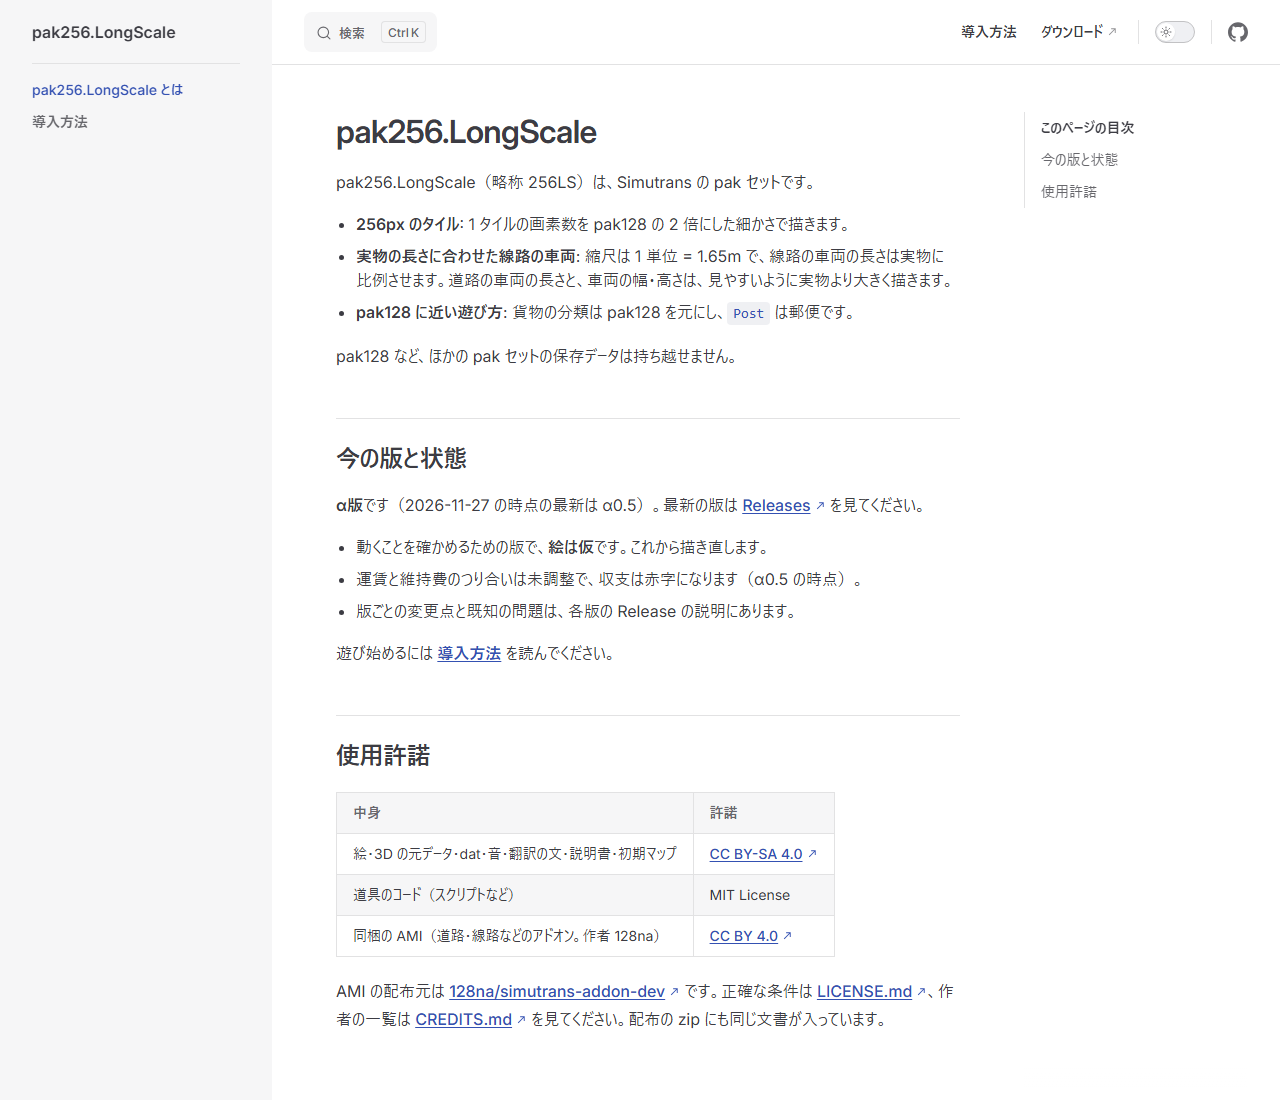 pak256.LongScale
pak256.LongScale とは
導入方法
検索 Ctrl K
導入方法 ダウンロード
pak256.LongScale
pak256.LongScale（略称 256LS）は、Simutrans の pak セットです。
256px のタイル: 1 タイルの画素数を pak128 の 2 倍にした細かさで描きます。
実物の長さに合わせた線路の車両: 縮尺は 1 単位 = 1.65m で、線路の車両の長さは実物に
比例させます。道路の車両の長さと、車両の幅・高さは、見やすいように実物より大きく描きます。
pak128 に近い遊び方: 貨物の分類は pak128 を元にし、Post は郵便です。
pak128 など、ほかの pak セットの保存データは持ち越せません。
今の版と状態
α版です（2026-11-27 の時点の最新は α0.5）。最新の版は Releases を見てください。
動くことを確かめるための版で、絵は仮です。これから描き直します。
運賃と維持費のつり合いは未調整で、収支は赤字になります（α0.5 の時点）。
版ごとの変更点と既知の問題は、各版の Release の説明にあります。
遊び始めるには 導入方法 を読んでください。
使用許諾
中身 許諾
絵・3D の元データ・dat・音・翻訳の文・説明書・初期マップ CC BY-SA 4.0
道具のコード（スクリプトなど） MIT License
同梱の AMI（道路・線路などのアドオン。作者 128na） CC BY 4.0
AMI の配布元は 128na/simutrans-addon-dev です。正確な条件は LICENSE.md、作
者の一覧は CREDITS.md を見てください。配布の zip にも同じ文書が入っています。
このページの目次
今の版と状態
使用許諾